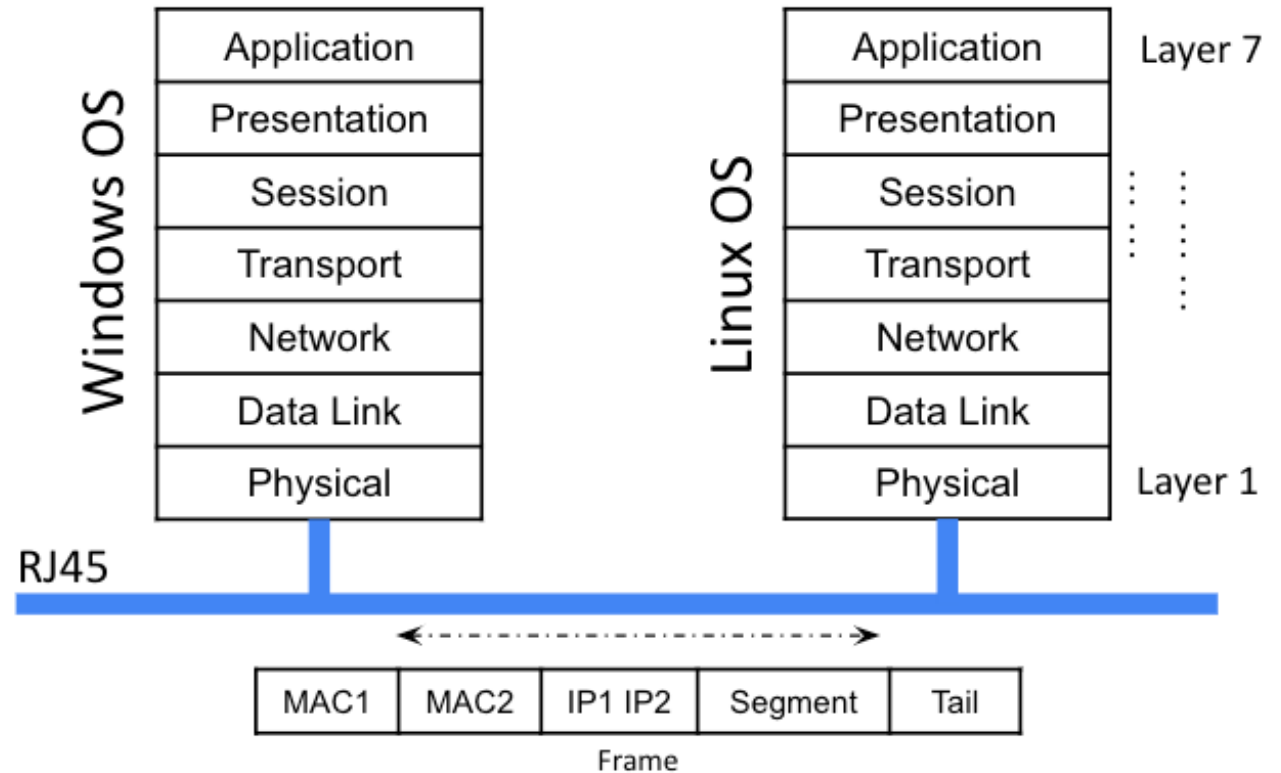 Windows OS
Application
Presentation
Session
Transport
Network
Data Link
Physical
Linux OS
Application
Presentation
Session
Transport
Network
Data Link
Physical
Layer 7
Layer 1
RJ45
MAC1 MAC2 IP1 IP2 Segment Tail
Frame